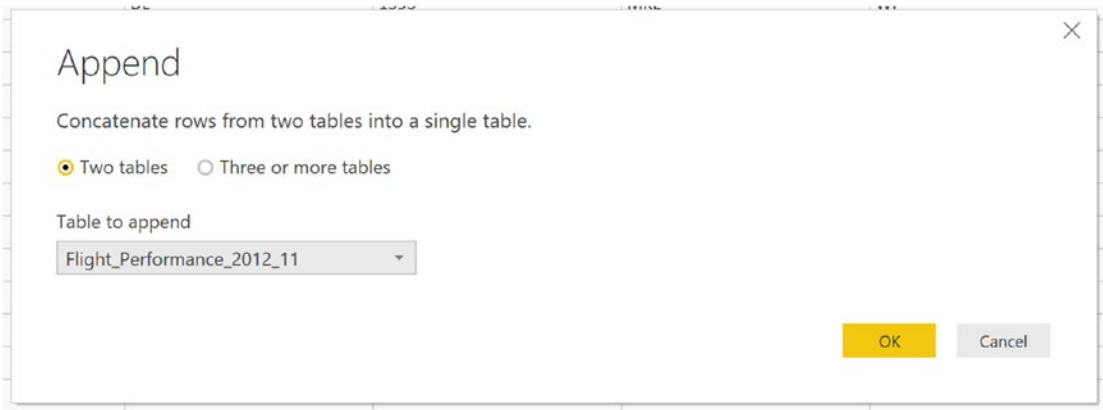 Append
Concatenate rows from two tables into a single table.
Two tables Three or more tables
Table to append
Flight_Performance_2012_11
OK Cancel